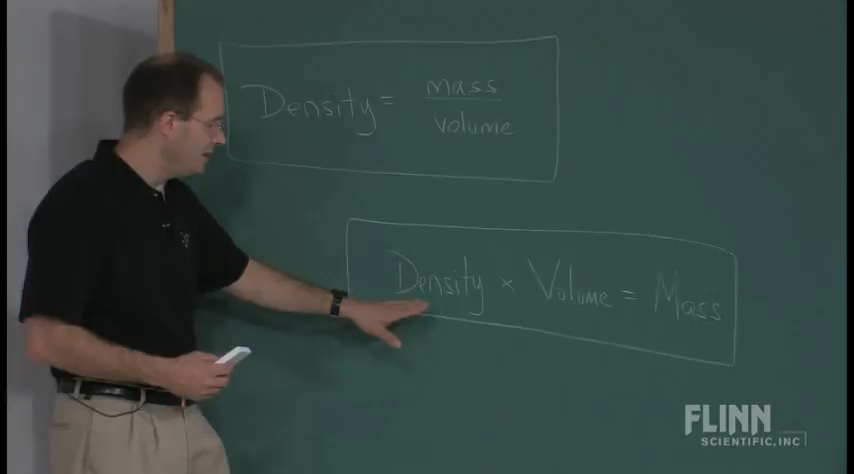 Density = mass
volume
Density × Volume = Mass
FLINN
SCIENTIFIC, INC